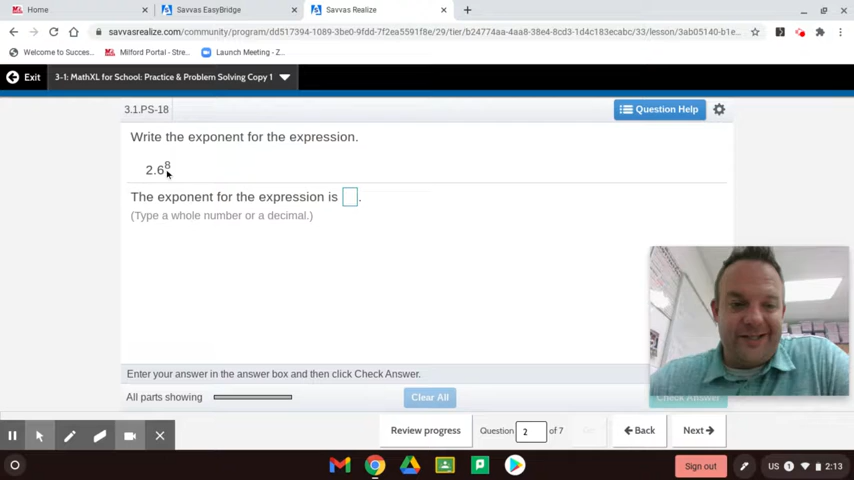 Home
Savvas EasyBridge
Savvas Realize
savvasrealize.com/community/program/dd517394-1089-3be0-9fdd-7f2ea5591f8e/29/tier/b24774aa-4aa8-38e4-8cd3-1d4c183ecabc/33/lesson/3ab05140-b1e...
Welcome to Succes...
Milford Portal - Stre...
Launch Meeting - Z...
Exit
3-1: MathXL for School: Practice & Problem Solving Copy 1
3.1.PS-18
Question Help
Write the exponent for the expression.
2.6⁸
The exponent for the expression is .
(Type a whole number or a decimal.)
Enter your answer in the answer box and then click Check Answer.
All parts showing
Clear All
Check Answer
Review progress
Question 2 of 7
Back
Next
Sign out
US 1 2:13